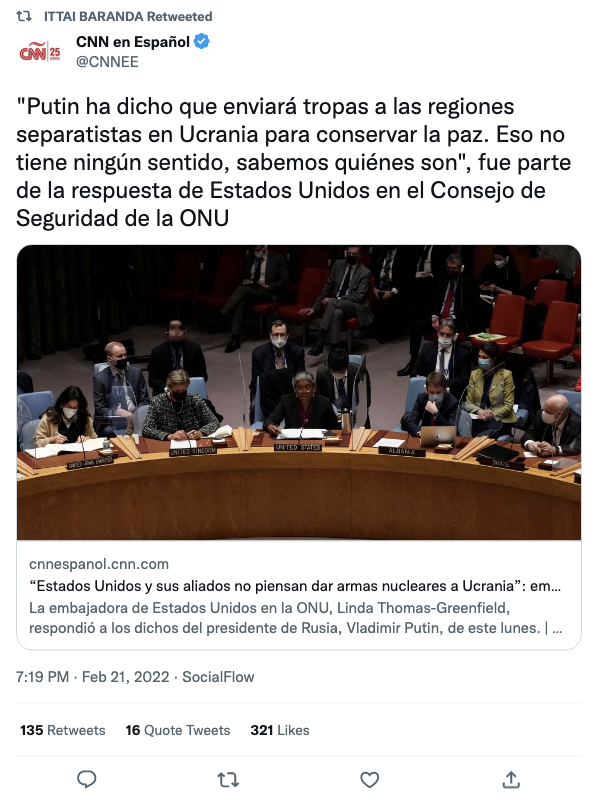 ITTAI BARANDA Retweeted
CNN 25
AÑOS
CNN en Español
@CNNEE
"Putin ha dicho que enviará tropas a las regiones
separatistas en Ucrania para conservar la paz. Eso no
tiene ningún sentido, sabemos quiénes son", fue parte
de la respuesta de Estados Unidos en el Consejo de
Seguridad de la ONU
UNITED ARAB EMIRATES
UNITED KINGDOM
UNITED STATES
ALBANIA
BRAZIL
cnnespanol.cnn.com
“Estados Unidos y sus aliados no piensan dar armas nucleares a Ucrania”: em...
La embajadora de Estados Unidos en la ONU, Linda Thomas-Greenfield,
respondió a los dichos del presidente de Rusia, Vladimir Putin, de este lunes. | ...
7:19 PM · Feb 21, 2022 · SocialFlow
135 Retweets 16 Quote Tweets 321 Likes